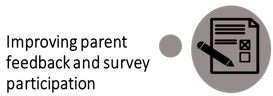 Improving parent
feedback and survey
participation